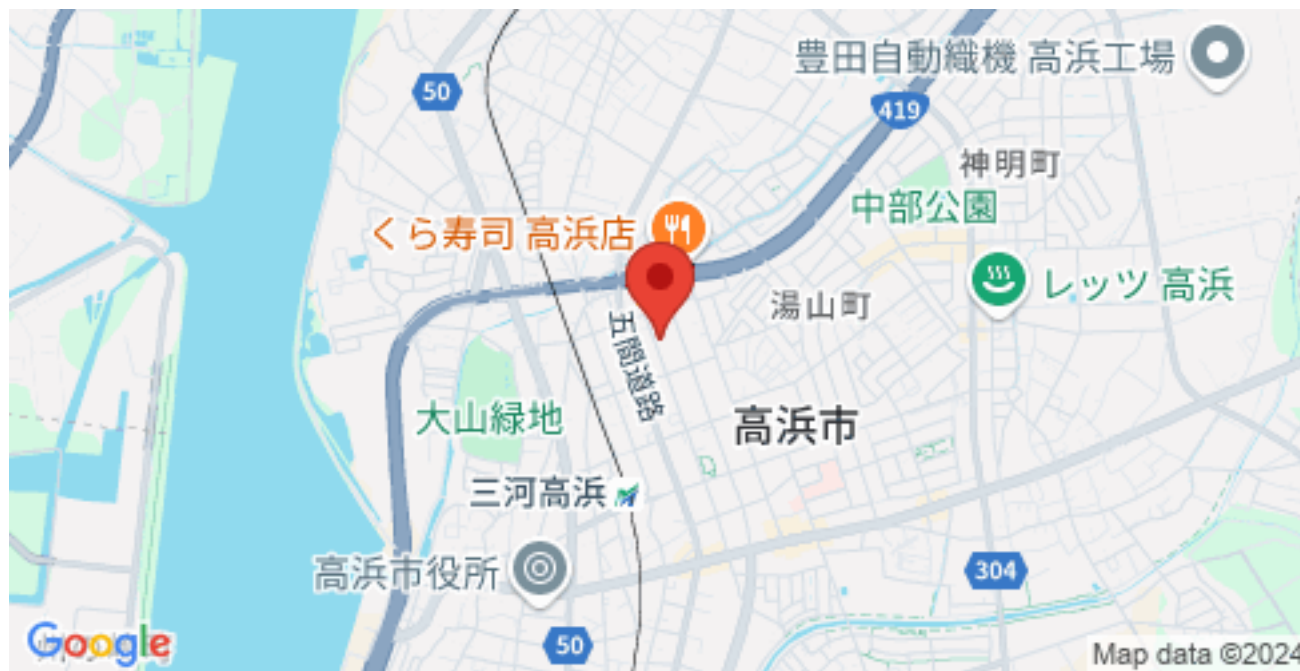 豊田自動織機 高浜工場
50
419
神明町
中部公園
くら寿司 高浜店
レッツ 高浜
湯山町
五間道路
大山緑地
高浜市
三河高浜
高浜市役所
304
50
Google
Map data ©2024